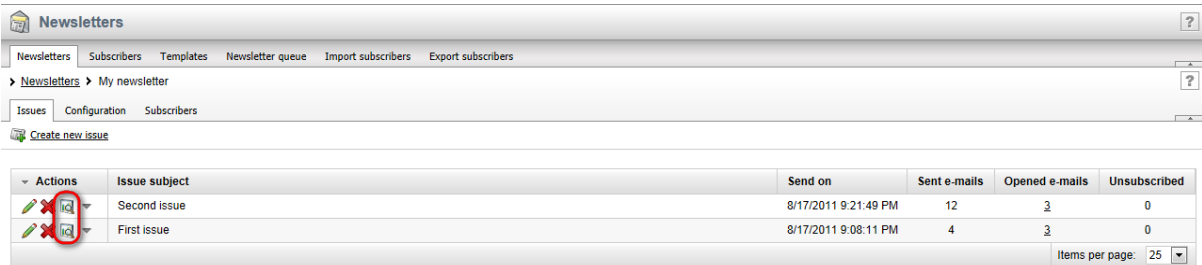 Newsletters
?
Newsletters Subscribers Templates Newsletter queue Import subscribers Export subscribers
Newsletters My newsletter
?
Issues Configuration Subscribers
Create new issue
Actions Issue subject Send on Sent e-mails Opened e-mails Unsubscribed
Second issue 8/17/2011 9:21:49 PM 12 3 0
First issue 8/17/2011 9:08:11 PM 4 3 0
Items per page: 25